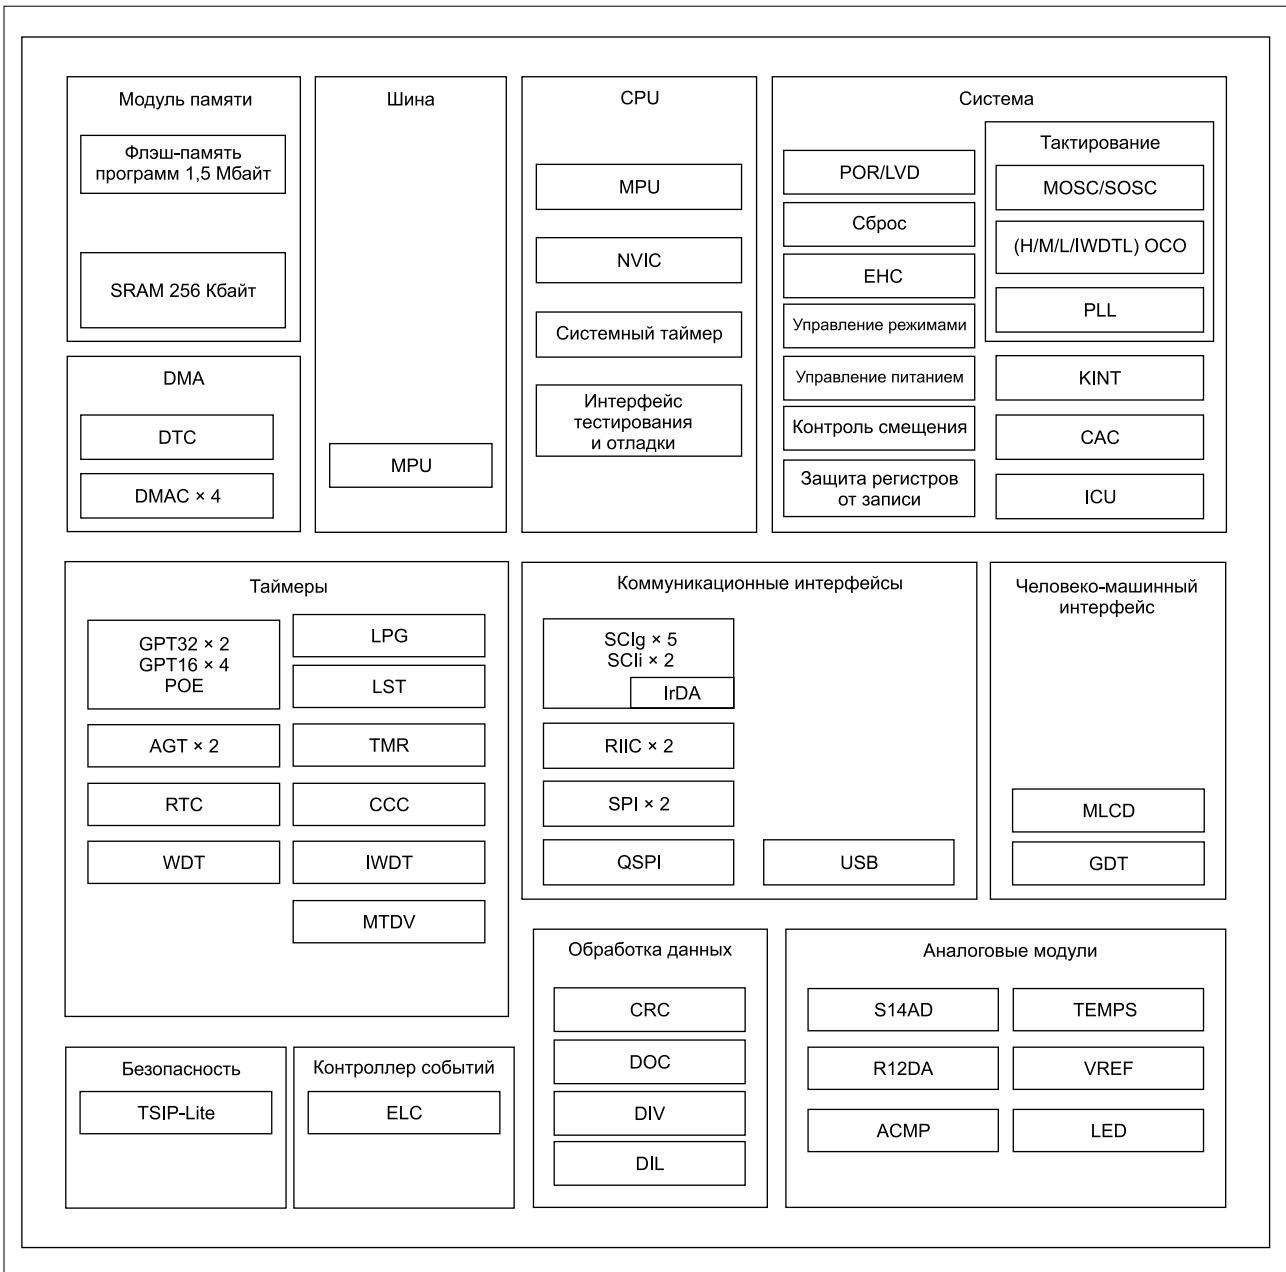 Модуль памяти
Флэш-память
программ 1,5 Мбайт
SRAM 256 Кбайт
DMA
DTC
DMAC × 4
Шина
MPU
CPU
MPU
NVIC
Системный таймер
Интерфейс
тестирования
и отладки
Система
POR/LVD
Сброс
EHC
Управление режимами
Управление питанием
Контроль смещения
Защита регистров
от записи
Тактирование
MOSC/SOSC
(H/M/L/IWDTL) OCO
PLL
KINT
CAC
ICU
Таймеры
GPT32 × 2
GPT16 × 4
POE
AGT × 2
RTC
WDT
LPG
LST
TMR
CCC
IWDT
MTDV
Коммуникационные интерфейсы
SCIg × 5
SCIi × 2
IrDA
RIIC × 2
SPI × 2
QSPI
USB
Человеко-машинный
интерфейс
MLCD
GDT
Безопасность
TSIP-Lite
Контроллер событий
ELC
Обработка данных
CRC
DOC
DIV
DIL
Аналоговые модули
S14AD
R12DA
ACMP
TEMPS
VREF
LED